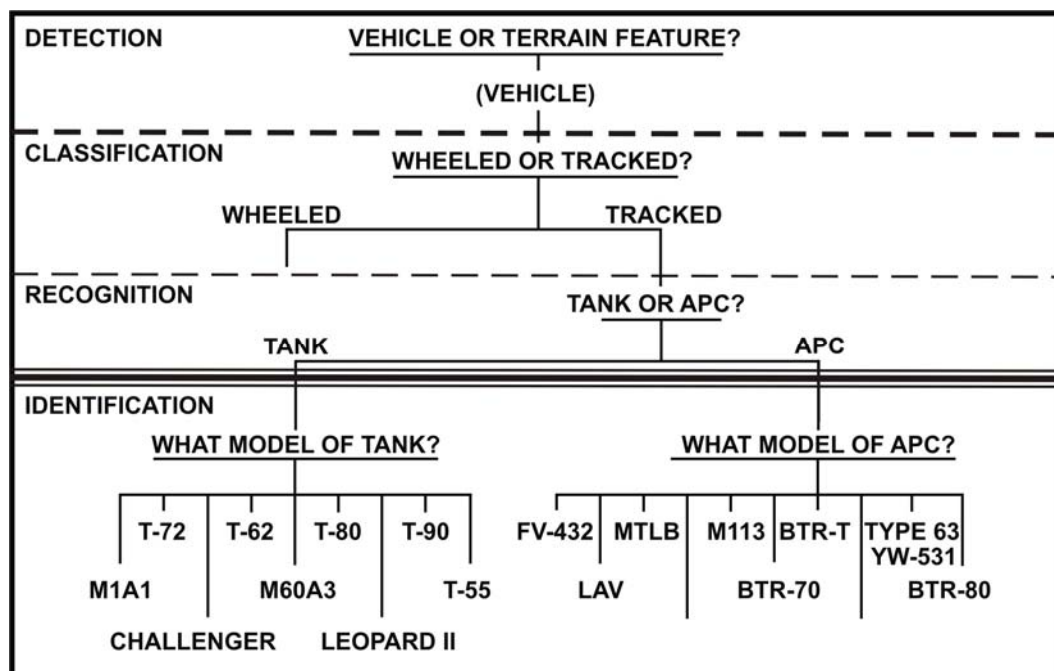 DETECTION
VEHICLE OR TERRAIN FEATURE?
(VEHICLE)
CLASSIFICATION
WHEELED OR TRACKED?
WHEELED TRACKED
RECOGNITION
TANK OR APC?
TANK APC
IDENTIFICATION
WHAT MODEL OF TANK? WHAT MODEL OF APC?
T-72 T-62 T-80 T-90 FV-432 MTLB M113 BTR-T TYPE 63
YW-531
M1A1 M60A3 T-55 LAV BTR-70 BTR-80
CHALLENGER LEOPARD II